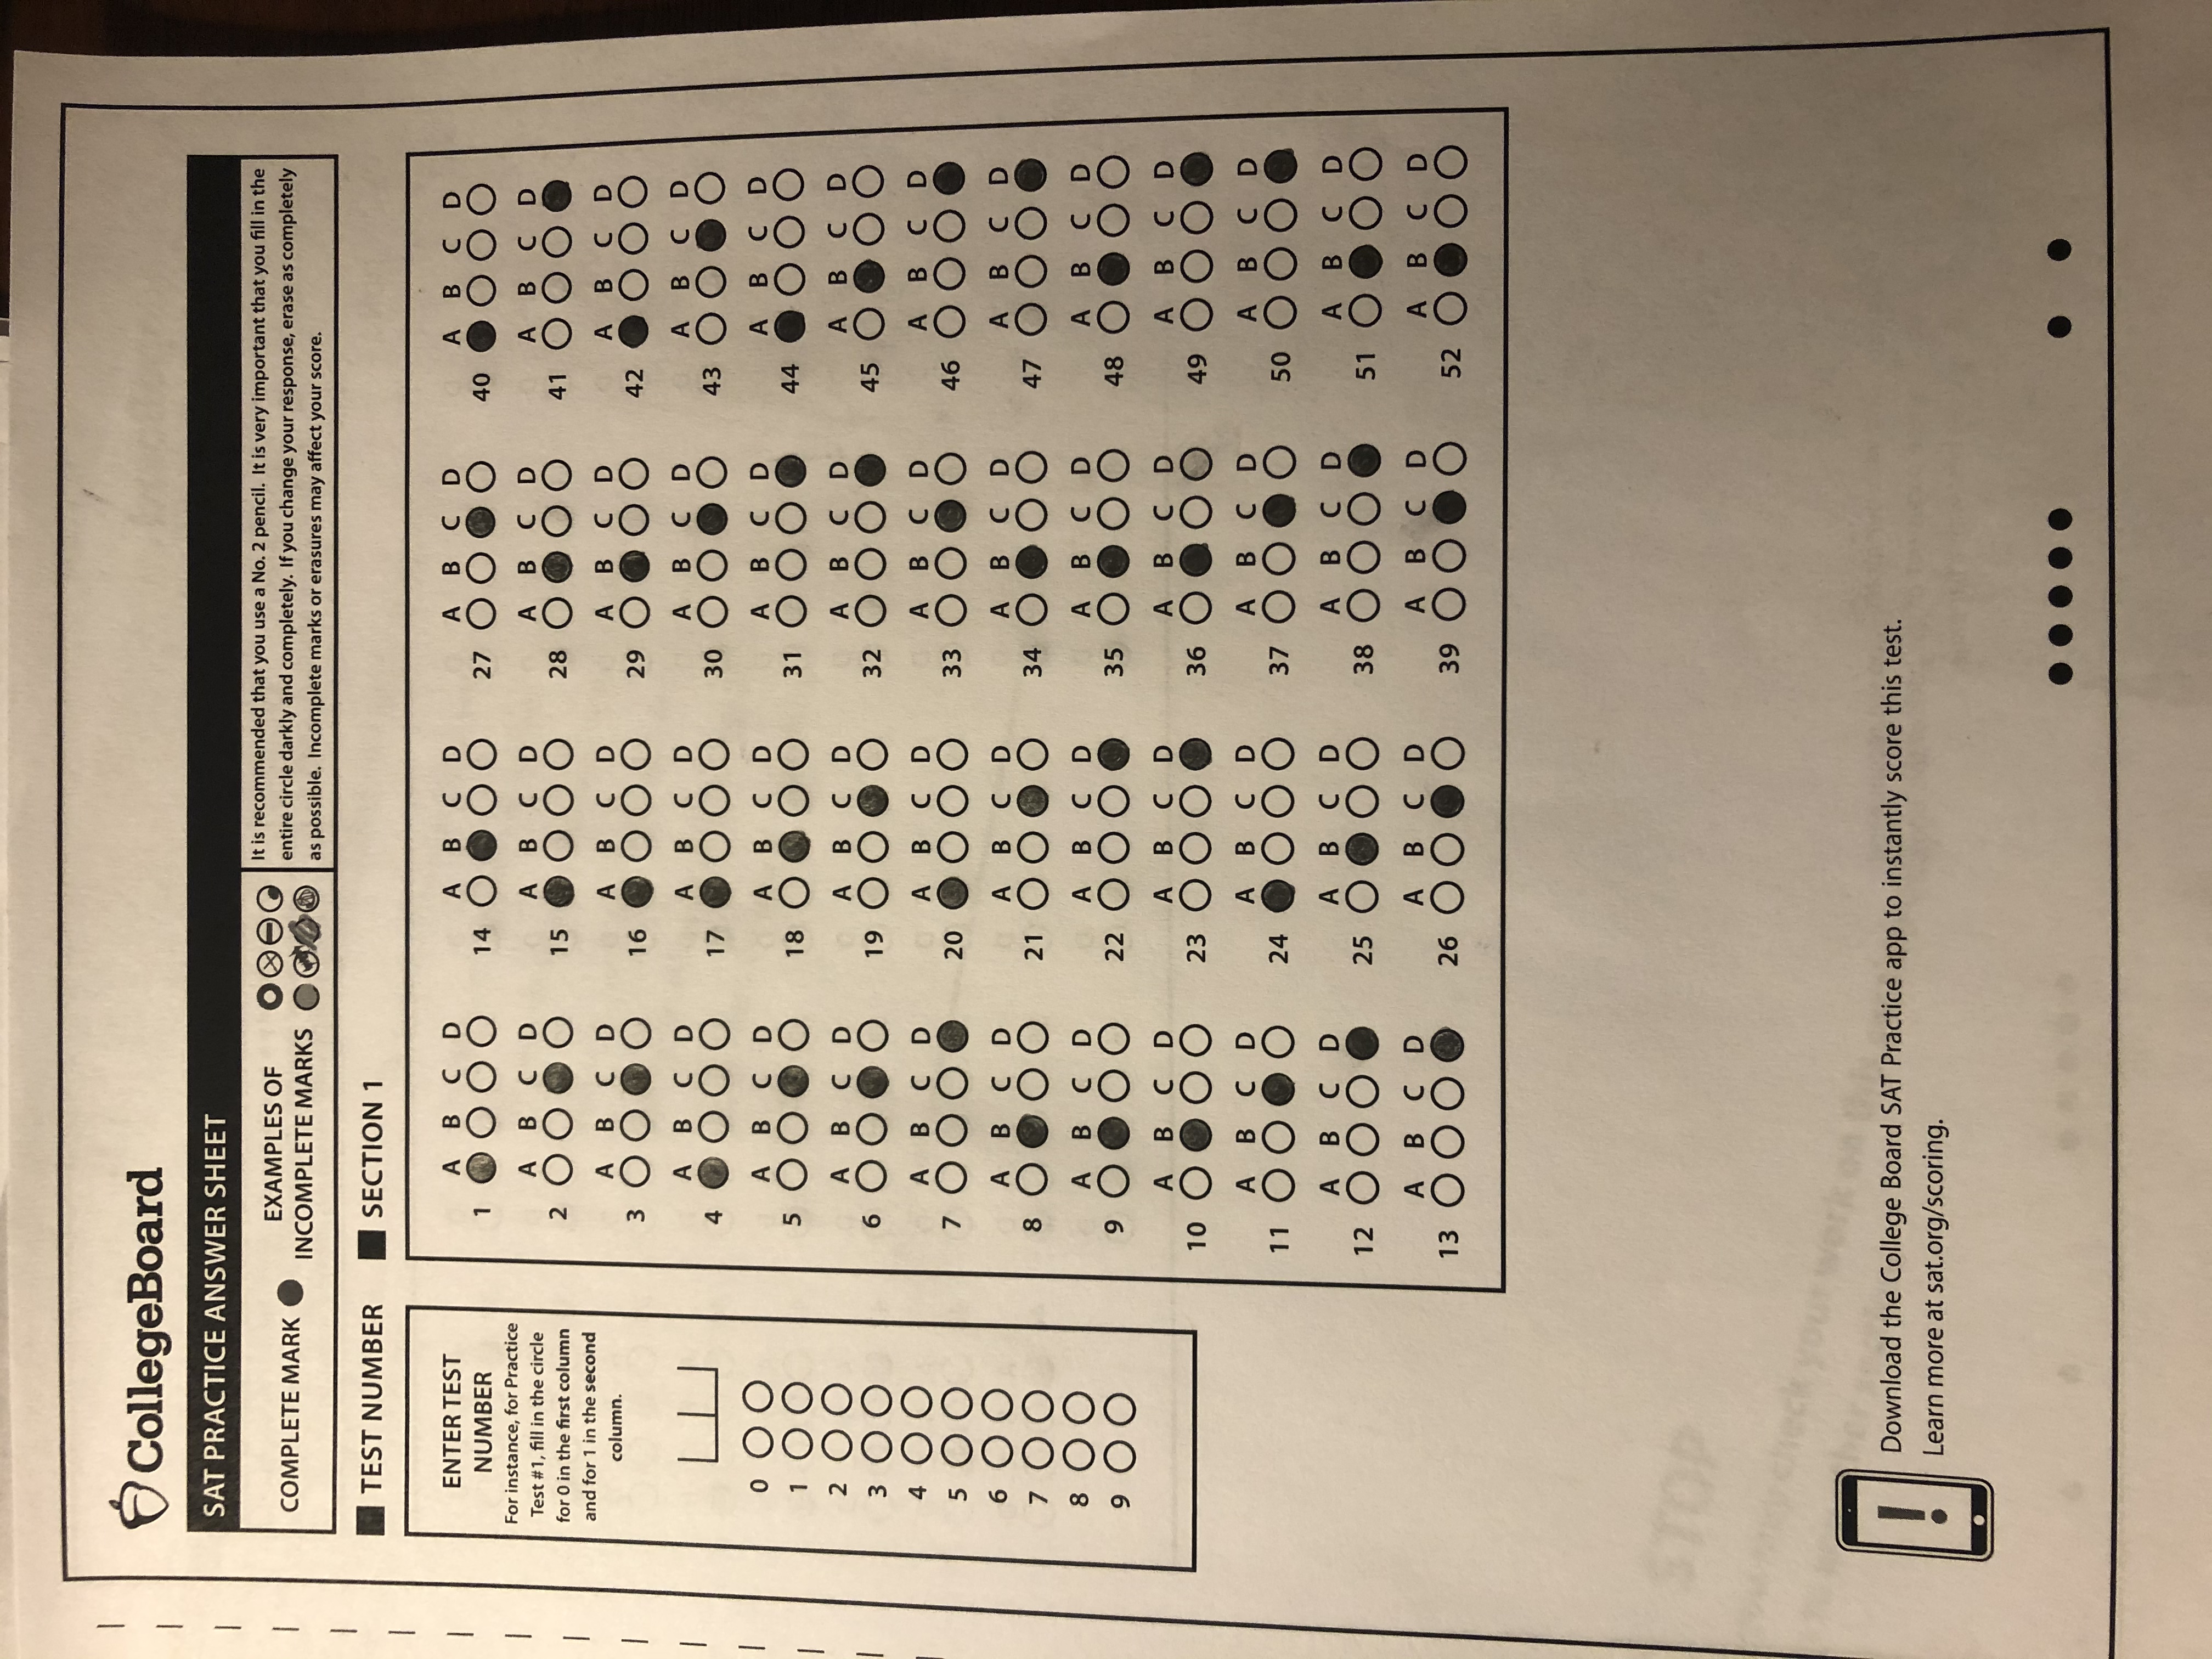 CollegeBoard
SAT PRACTICE ANSWER SHEET
COMPLETE MARK
EXAMPLES OF
INCOMPLETE MARKS
It is recommended that you use a No. 2 pencil. It is very important that you fill in the
entire circle darkly and completely. If you change your response, erase as completely
as possible. Incomplete marks or erasures may affect your score.
TEST NUMBER
SECTION 1
ENTER TEST
NUMBER
For instance, for Practice
Test #1, fill in the circle
for 0 in the first column
and for 1 in the second
column.
0
1
2
3
4
5
6
7
8
9
A B C D
1
A B C D
2
A B C D
3
A B C D
4
A B C D
5
A B C D
6
A B C D
7
A B C D
8
A B C D
9
A B C D
10
A B C D
11
A B C D
12
A B C D
13
A B C D
14
A B C D
15
A B C D
16
A B C D
17
A B C D
18
A B C D
19
A B C D
20
A B C D
21
A B C D
22
A B C D
23
A B C D
24
A B C D
25
A B C D
26
A B C D
27
A B C D
28
A B C D
29
A B C D
30
A B C D
31
A B C D
32
A B C D
33
A B C D
34
A B C D
35
A B C D
36
A B C D
37
A B C D
38
A B C D
39
A B C D
40
A B C D
41
A B C D
42
A B C D
43
A B C D
44
A B C D
45
A B C D
46
A B C D
47
A B C D
48
A B C D
49
A B C D
50
A B C D
51
A B C D
52
STOP
check your work on this
Download the College Board SAT Practice app to instantly score this test.
Learn more at sat.org/scoring.